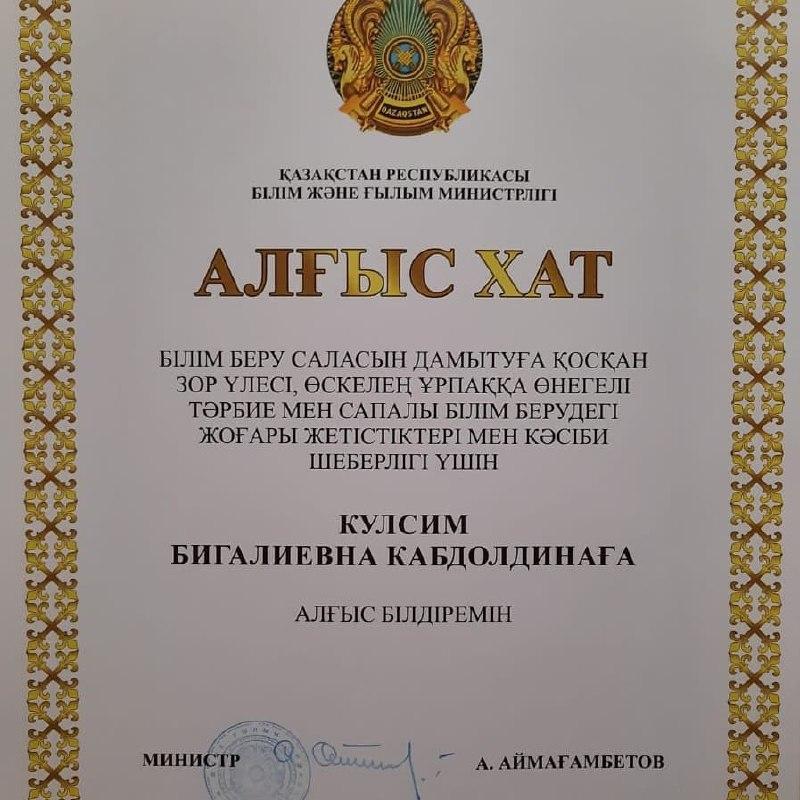 QAZAQSTAN
ҚАЗАҚСТАН РЕСПУБЛИКАСЫ
БІЛІМ ЖӘНЕ ҒЫЛЫМ МИНИСТРЛІГІ
АЛҒЫС ХАТ
БІЛІМ БЕРУ САЛАСЫН ДАМЫТУҒА ҚОСҚАН
ЗОР ҮЛЕСІ, ӨСКЕЛЕҢ ҰРПАҚҚА ӨНЕГЕЛІ
ТӘРБИЕ МЕН САПАЛЫ БІЛІМ БЕРУДЕГІ
ЖОҒАРЫ ЖЕТІСТІКТЕРІ МЕН КӘСІБИ
ШЕБЕРЛІГІ ҮШІН
КУЛСИМ
БИГАЛИЕВНА КАБДОЛДИНАҒА
АЛҒЫС БІЛДІРЕМІН
МИНИСТР
А. АЙМАҒАМБЕТОВ